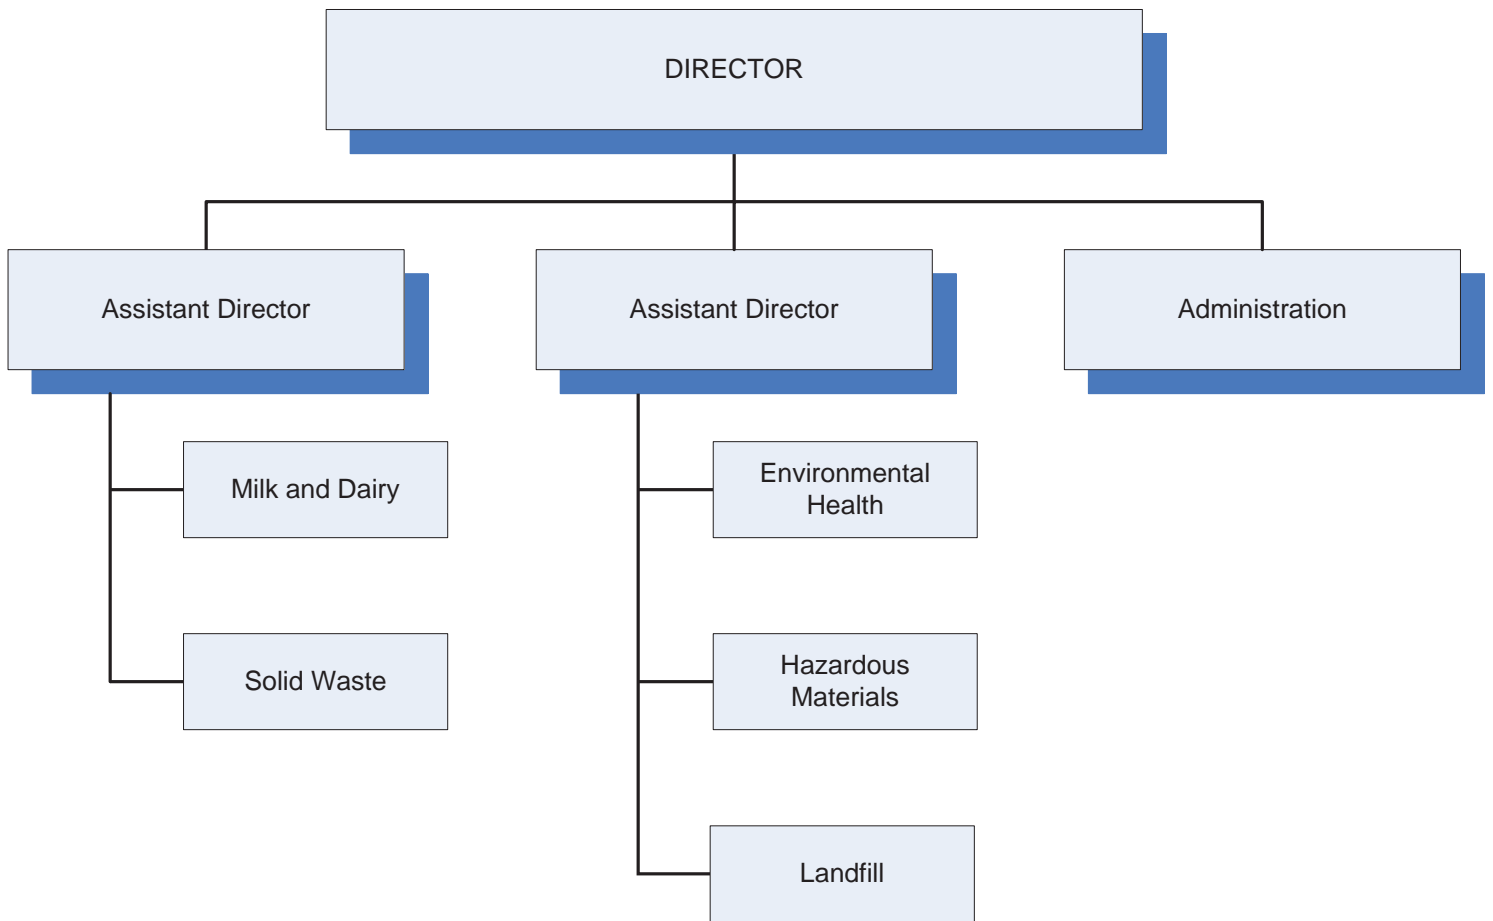 DIRECTOR
Assistant Director
Assistant Director
Administration
Milk and Dairy
Solid Waste
Environmental
Health
Hazardous
Materials
Landfill